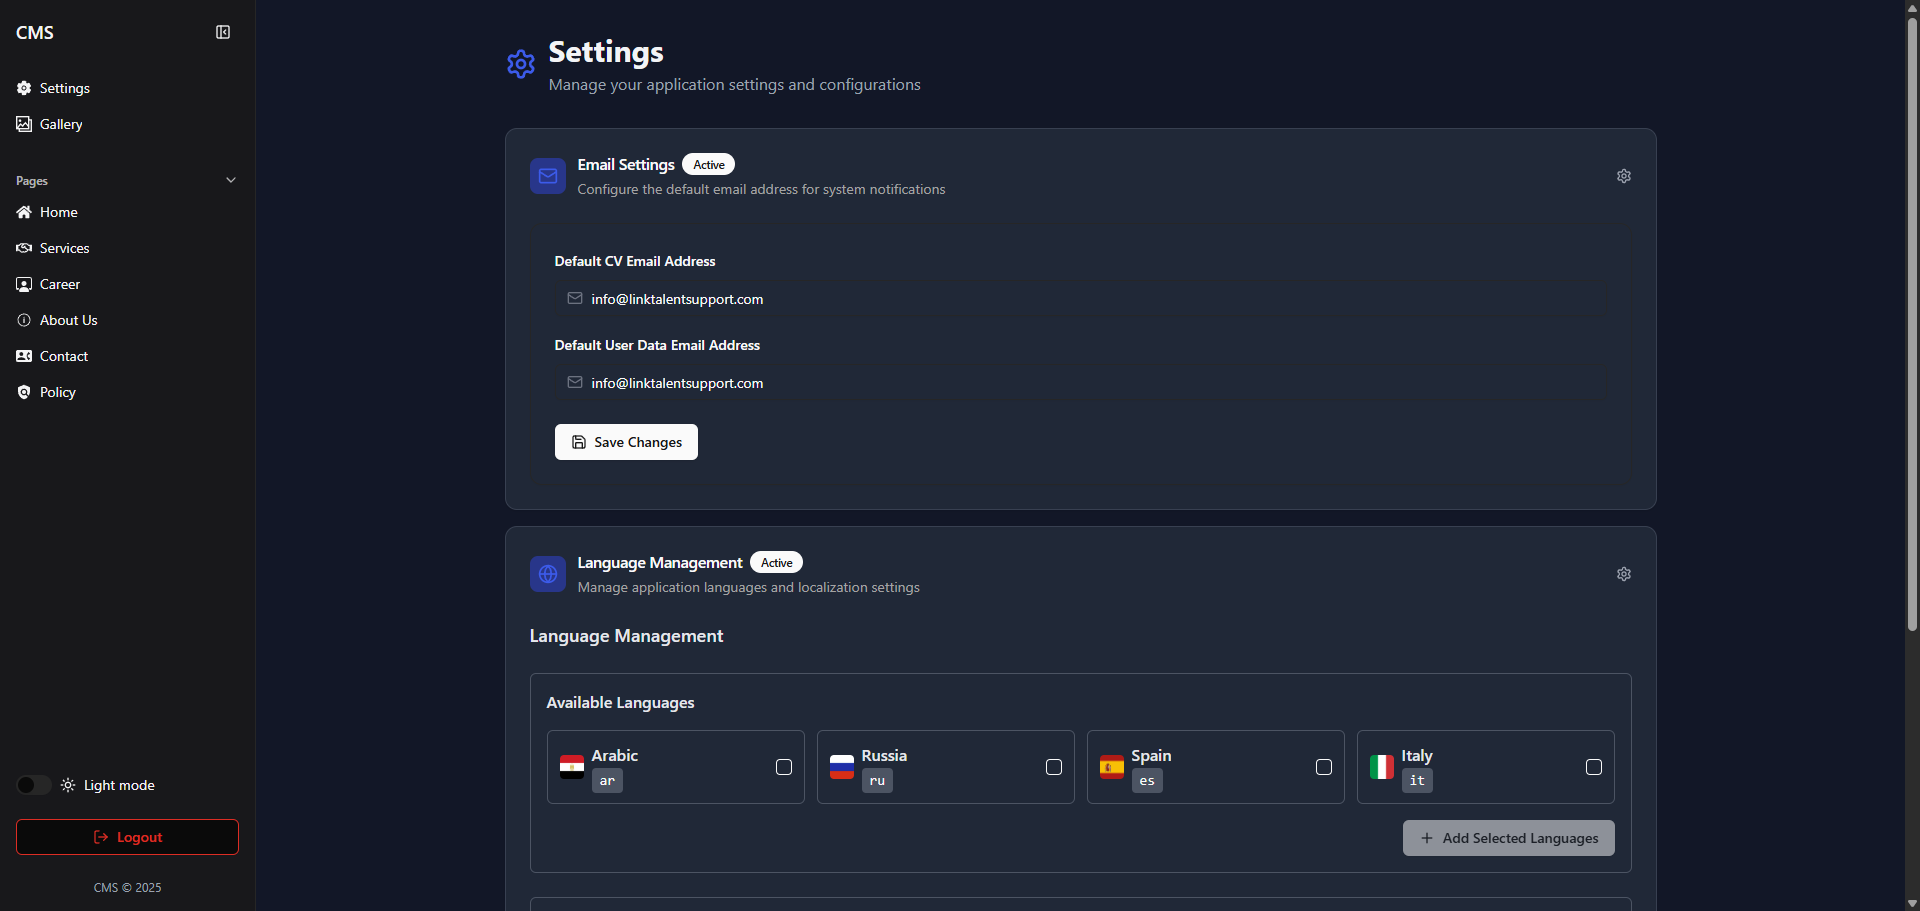 CMS
Settings
Gallery
Pages
Home
Services
Career
About Us
Contact
Policy
Light mode
Logout
CMS © 2025
Settings
Manage your application settings and configurations
Email Settings Active
Configure the default email address for system notifications
Default CV Email Address
info@linktalentsupport.com
Default User Data Email Address
info@linktalentsupport.com
Save Changes
Language Management Active
Manage application languages and localization settings
Language Management
Available Languages
Arabic
ar
Russia
ru
Spain
es
Italy
it
Add Selected Languages